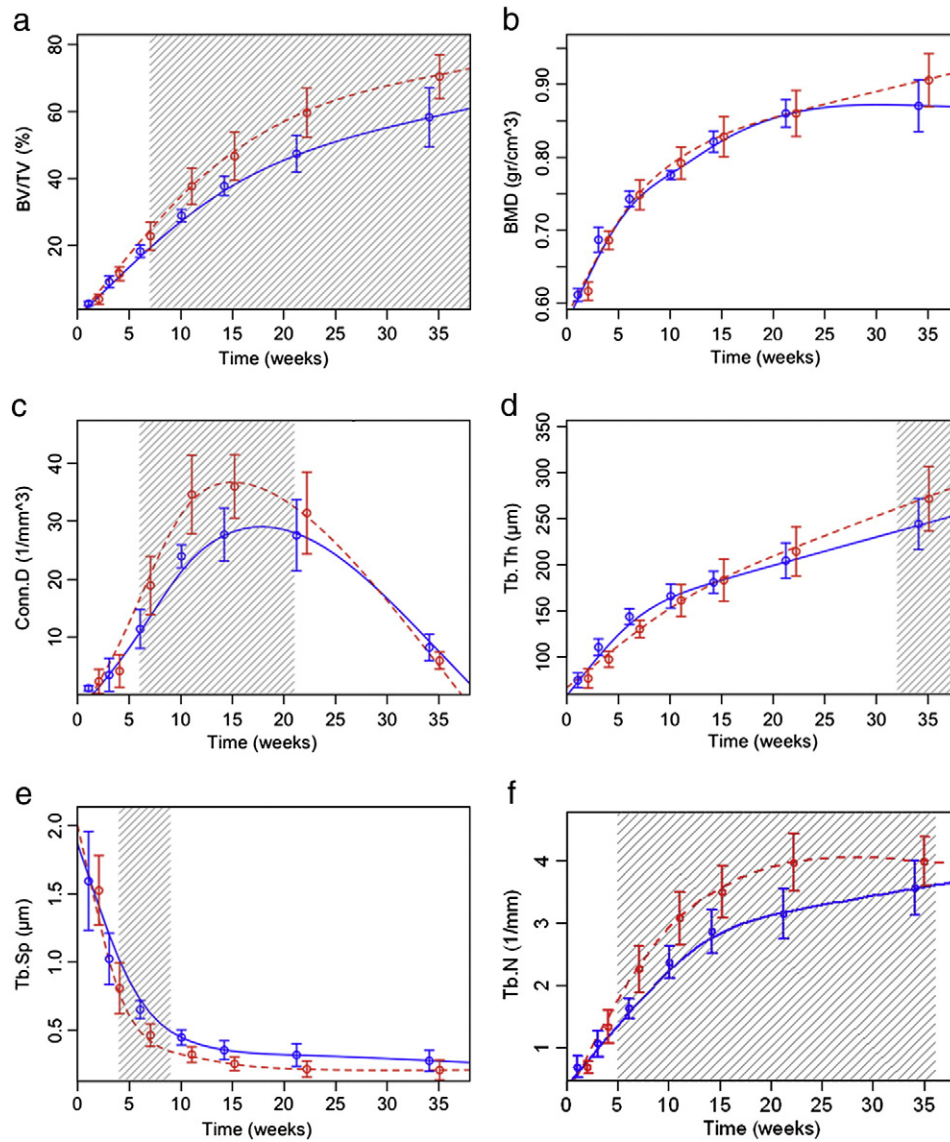 a
BV/TV (%)
80
60
40
20
0 5 10 15 20 25 30 35
Time (weeks)
b
BMD (gr/cm^3)
0.90
0.80
0.70
0.60
0 5 10 15 20 25 30 35
Time (weeks)
c
Conn.D (1/mm^3)
40
30
20
10
0 5 10 15 20 25 30 35
Time (weeks)
d
Tb.Th (µm)
350
300
250
200
150
100
0 5 10 15 20 25 30 35
Time (weeks)
e
Tb.Sp (µm)
2.0
1.5
1.0
0.5
0 5 10 15 20 25 30 35
Time (weeks)
f
Tb.N (1/mm)
4
3
2
1
0 5 10 15 20 25 30 35
Time (weeks)